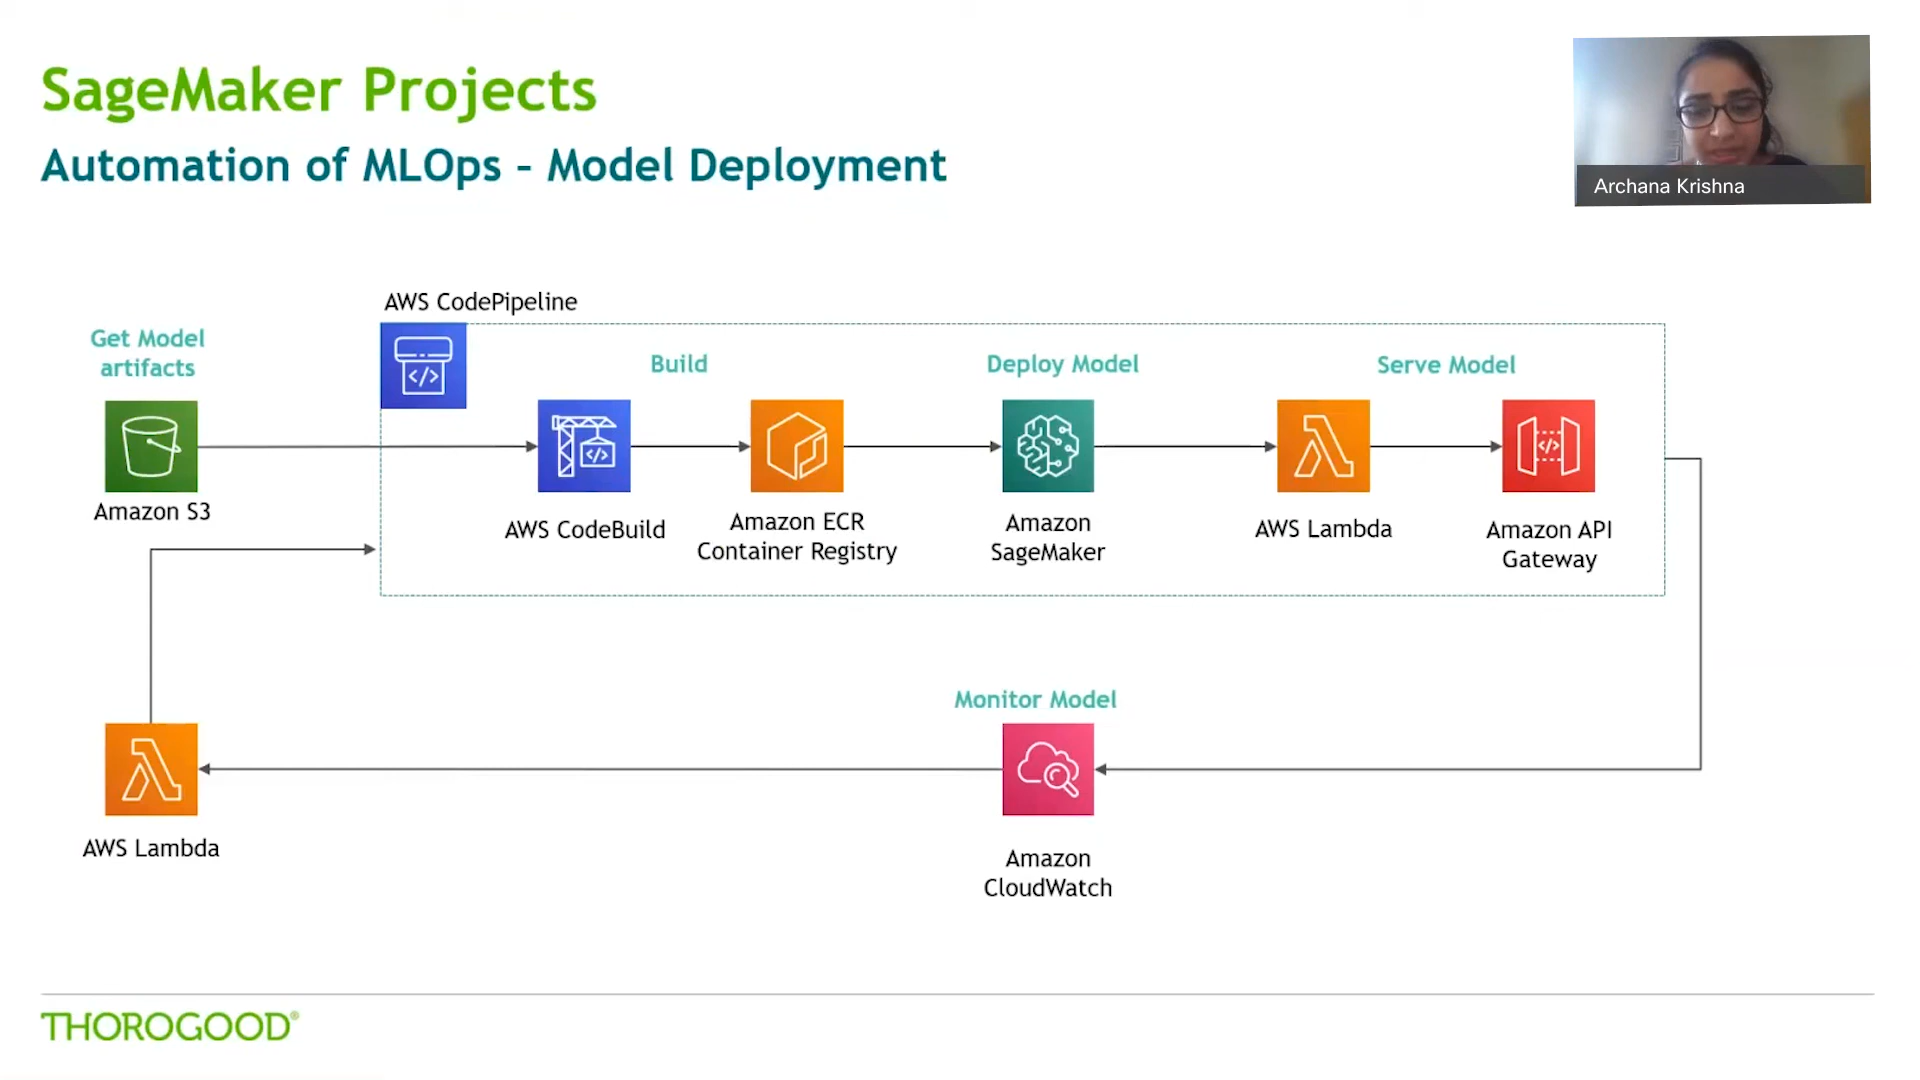 SageMaker Projects
Automation of MLOps – Model Deployment
Archana Krishna
AWS CodePipeline
Get Model
artifacts
Build
Deploy Model
Serve Model
Amazon S3
AWS CodeBuild
Amazon ECR
Container Registry
Amazon
SageMaker
AWS Lambda
Amazon API
Gateway
Monitor Model
AWS Lambda
Amazon
CloudWatch
THOROGOOD®